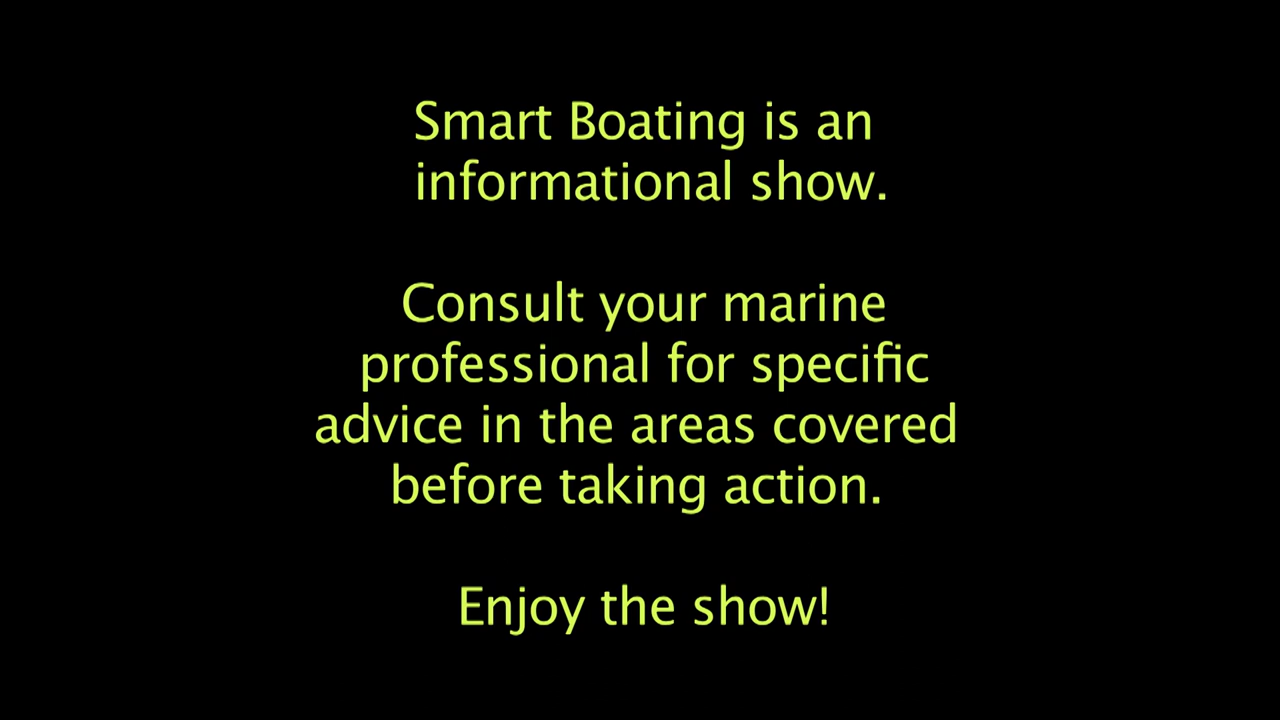 Smart Boating is an
informational show.
Consult your marine
professional for specific
advice in the areas covered
before taking action.
Enjoy the show!